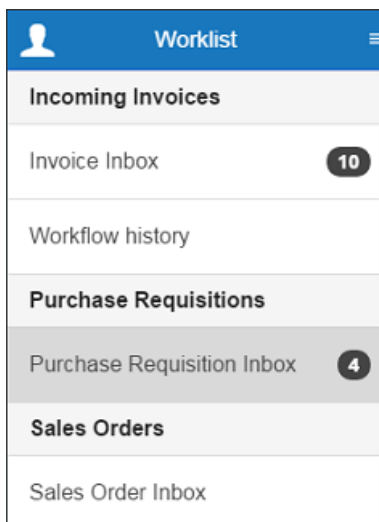 Worklist
Incoming Invoices
Invoice Inbox 10
Workflow history
Purchase Requisitions
Purchase Requisition Inbox 4
Sales Orders
Sales Order Inbox